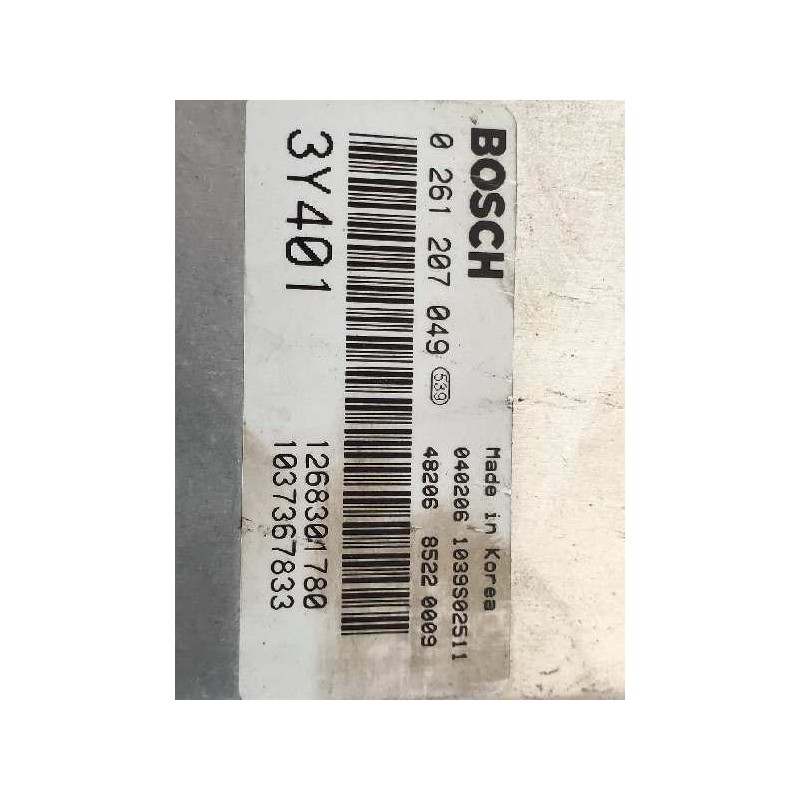 BOSCH
Made in Korea
0 261 207 049 539
040206 1039S02511
48206 8522 0009
3Y401
1268301780
1037367833